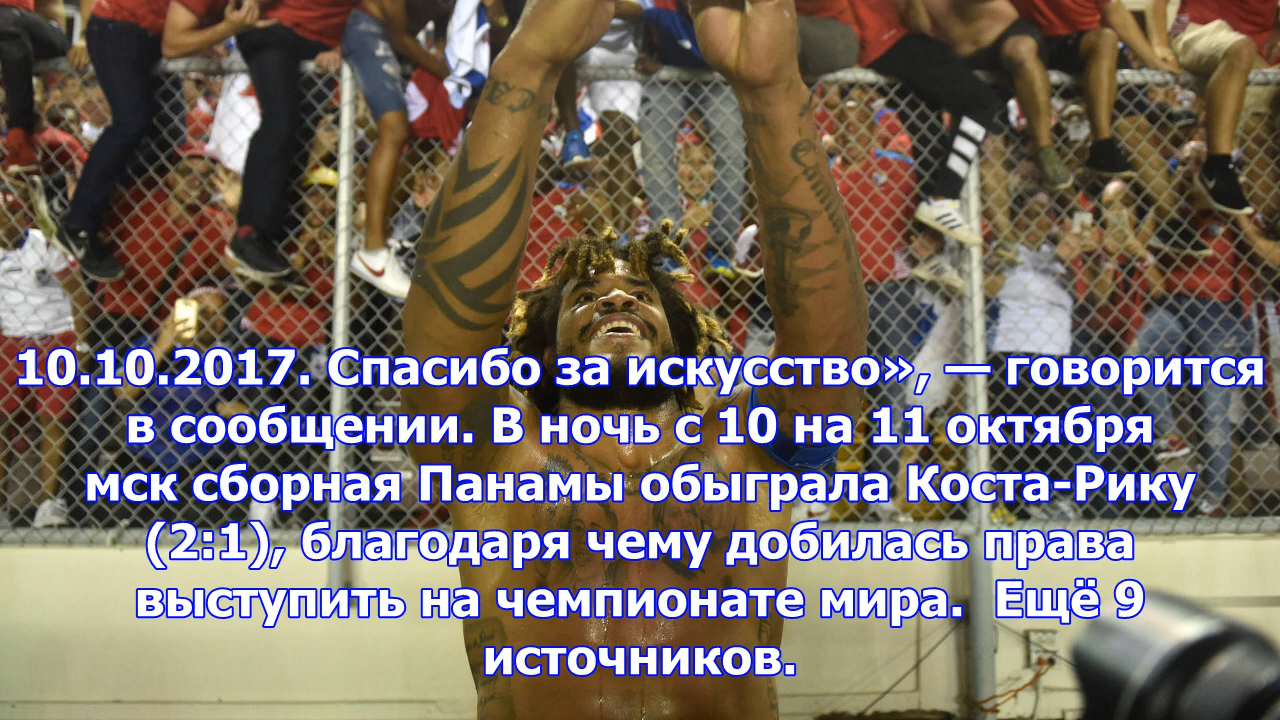 10.10.2017. Спасибо за искусство», — говорится
в сообщении. В ночь с 10 на 11 октября
мск сборная Панамы обыграла Коста-Рику
(2:1), благодаря чему добилась права
выступить на чемпионате мира.  Ещё 9
источников.